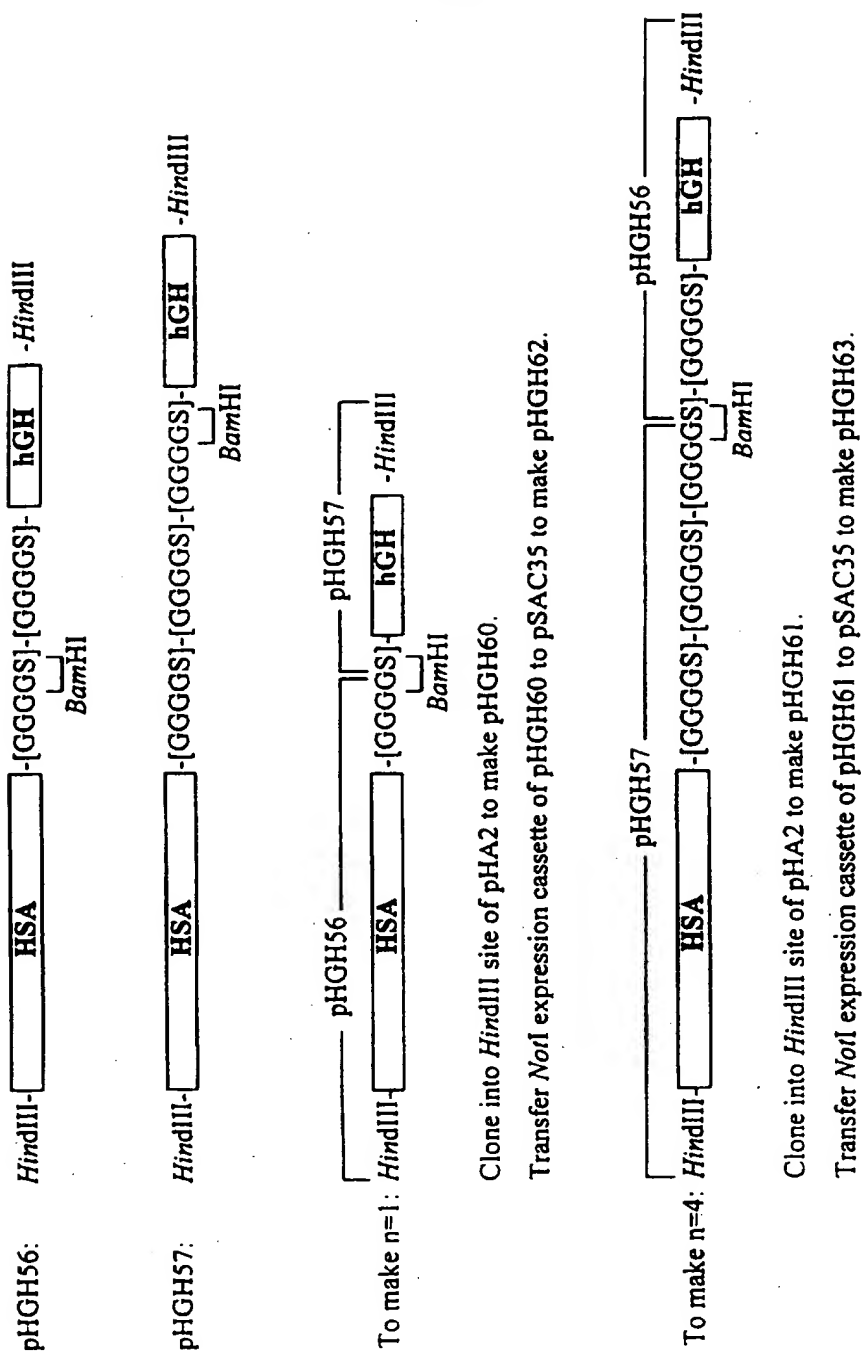 pHGH56: HindIII- HSA -[GGGGS]-[GGGGS]- hGH -HindIII
BamHI
pHGH57: HindIII- HSA -[GGGGS]-[GGGGS]-[GGGGS]- hGH -HindIII
BamHI
pHGH56 pHGH57
To make n=1: HindIII- HSA -[GGGGS]- hGH -HindIII
BamHI
Clone into HindIII site of pHA2 to make pHGH60.
Transfer NotI expression cassette of pHGH60 to pSAC35 to make pHGH62.
pHGH57 pHGH56
To make n=4: HindIII- HSA -[GGGGS]-[GGGGS]-[GGGGS]-[GGGGS]- hGH -HindIII
BamHI
Clone into HindIII site of pHA2 to make pHGH61.
Transfer NotI expression cassette of pHGH61 to pSAC35 to make pHGH63.